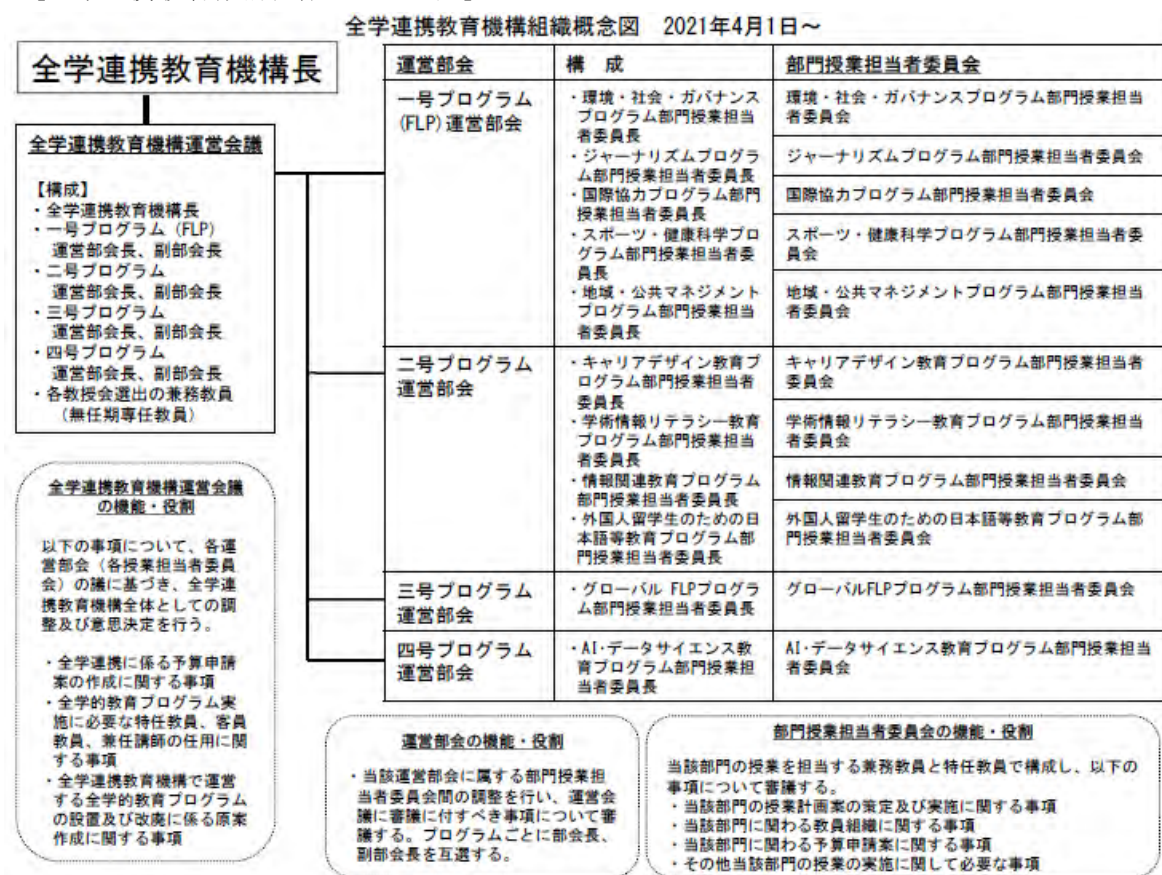 全学連携教育機構組織概念図　2021年4月1日～
全学連携教育機構長
全学連携教育機構運営会議
【構成】
・全学連携教育機構長
・一号プログラム（FLP）
運営部会長、副部会長
・二号プログラム
運営部会長、副部会長
・三号プログラム
運営部会長、副部会長
・四号プログラム
運営部会長、副部会長
・各教授会選出の兼務教員
（無任期専任教員）
全学連携教育機構運営会議
の機能・役割
以下の事項について、各運
営部会（各授業担当者委員
会）の議に基づき、全学連
携教育機構全体としての調
整及び意思決定を行う。
・全学連携に係る予算申請
案の作成に関する事項
・全学的教育プログラム実
施に必要な特任教員、客員
教員、兼任講師の任用に関
する事項
・全学連携教育機構で運営
する全学的教育プログラム
の設置及び改廃に係る原案
作成に関する事項
運営部会
構　成
部門授業担当者委員会
一号プログラム
(FLP)運営部会
・環境・社会・ガバナンス
プログラム部門授業担当
者委員長
・ジャーナリズムプログラ
ム部門授業担当者委員長
・国際協力プログラム部門
授業担当者委員長
・スポーツ・健康科学プロ
グラム部門授業担当者委
員長
・地域・公共マネジメント
プログラム部門授業担当
者委員長
環境・社会・ガバナンスプログラム部門授業担当
者委員会
ジャーナリズムプログラム部門授業担当者委員会
国際協力プログラム部門授業担当者委員会
スポーツ・健康科学プログラム部門授業担当者委
員会
地域・公共マネジメントプログラム部門授業担当
者委員会
二号プログラム
運営部会
・キャリアデザイン教育プ
ログラム部門授業担当者
委員長
・学術情報リテラシー教育
プログラム部門授業担当
者委員長
・情報関連教育プログラム
部門授業担当者委員長
・外国人留学生のための日
本語等教育プログラム部
門授業担当者委員長
キャリアデザイン教育プログラム部門授業担当者
委員会
学術情報リテラシー教育プログラム部門授業担当
者委員会
情報関連教育プログラム部門授業担当者委員会
外国人留学生のための日本語等教育プログラム部
門授業担当者委員会
三号プログラム
運営部会
・グローバル FLPプログラ
ム部門授業担当者委員長
グローバルFLPプログラム部門授業担当者委員会
四号プログラム
運営部会
・AI・データサイエンス教
育プログラム部門授業担
当者委員長
AI・データサイエンス教育プログラム部門授業担当
者委員会
運営部会の機能・役割
・当該運営部会に属する部門授業担
当者委員会間の調整を行い、運営会
議に審議に付すべき事項について審
議する。プログラムごとに部会長、
副部会長を互選する。
部門授業担当者委員会の機能・役割
当該部門の授業を担当する兼務教員と特任教員で構成し、以下の
事項について審議する。
・当該部門の授業計画案の策定及び実施に関する事項
・当該部門に関わる教員組織に関する事項
・当該部門に関わる予算申請案に関する事項
・その他当該部門の授業の実施に関して必要な事項